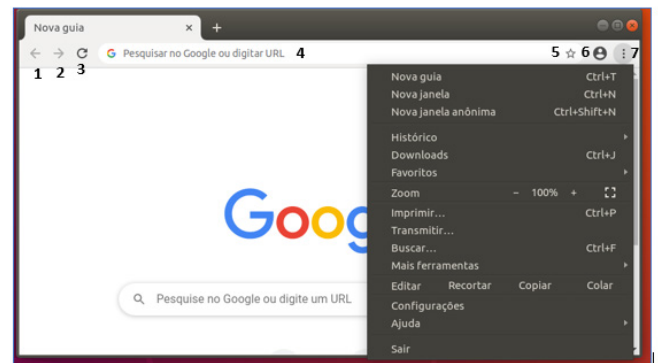 Nova guia × +
Pesquisar no Google ou digitar URL 4 5 6 7
1 2 3
Nova guia Ctrl+T
Nova janela Ctrl+N
Nova janela anônima Ctrl+Shift+N
Histórico
Downloads Ctrl+J
Favoritos
Zoom - 100% +
Imprimir... Ctrl+P
Transmitir...
Buscar... Ctrl+F
Mais ferramentas
Editar Recortar Copiar Colar
Configurações
Ajuda
Sair
Goog
Pesquise no Google ou digite um URL